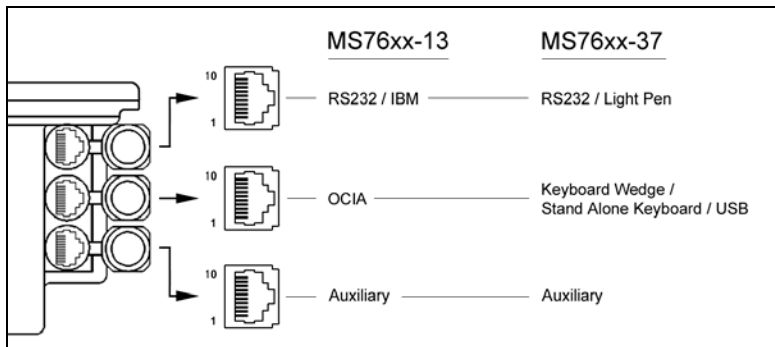 MS76xx-13 MS76xx-37
10
RS232 / IBM RS232 / Light Pen
1
10
OCIA Keyboard Wedge /
Stand Alone Keyboard / USB
1
10
Auxiliary Auxiliary
1